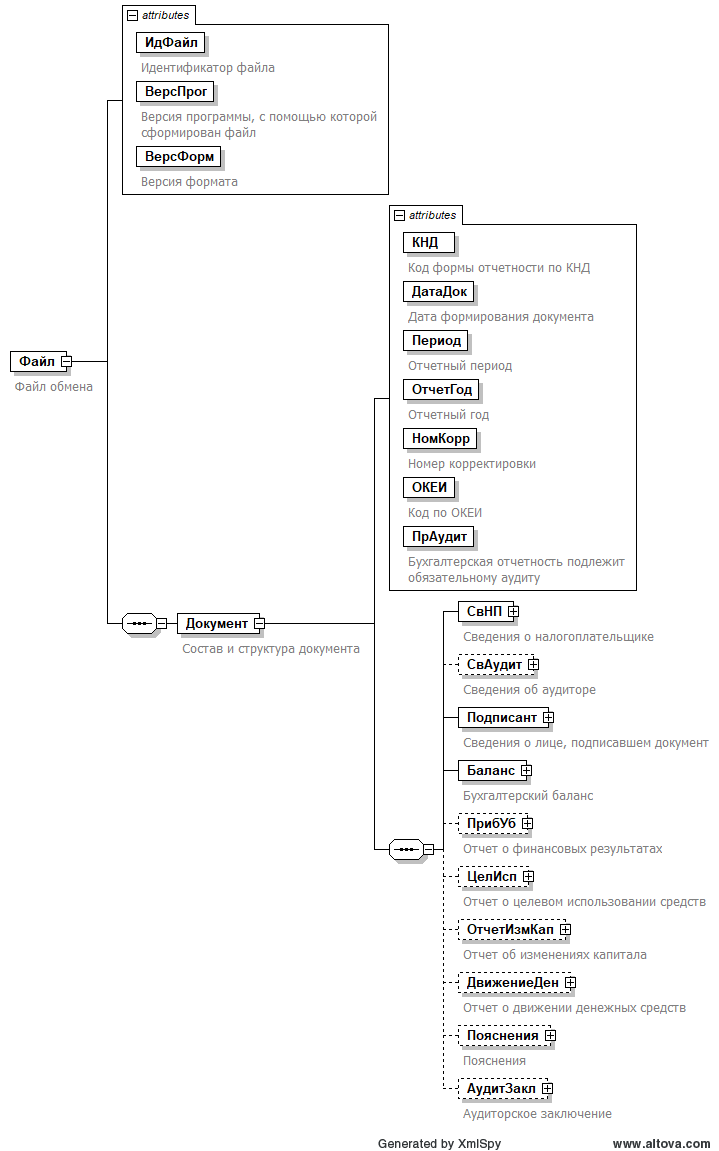 attributes
ИдФайл
Идентификатор файла
ВерсПрог
Версия программы, с помощью которой
сформирован файл
ВерсФорм
Версия формата
Файл
Файл обмена
attributes
КНД
Код формы отчетности по КНД
ДатаДок
Дата формирования документа
Период
Отчетный период
ОтчетГод
Отчетный год
НомКорр
Номер корректировки
ОКЕИ
Код по ОКЕИ
ПрАудит
Бухгалтерская отчетность подлежит
обязательному аудиту
Документ
Состав и структура документа
СвНП
Сведения о налогоплательщике
СвАудит
Сведения об аудиторе
Подписант
Сведения о лице, подписавшем документ
Баланс
Бухгалтерский баланс
ПрибУб
Отчет о финансовых результатах
ЦелИсп
Отчет о целевом использовании средств
ОтчетИзмКап
Отчет об изменениях капитала
ДвижениеДен
Отчет о движении денежных средств
Пояснения
Пояснения
АудитЗакл
Аудиторское заключение
Generated by XmlSpy
www.altova.com